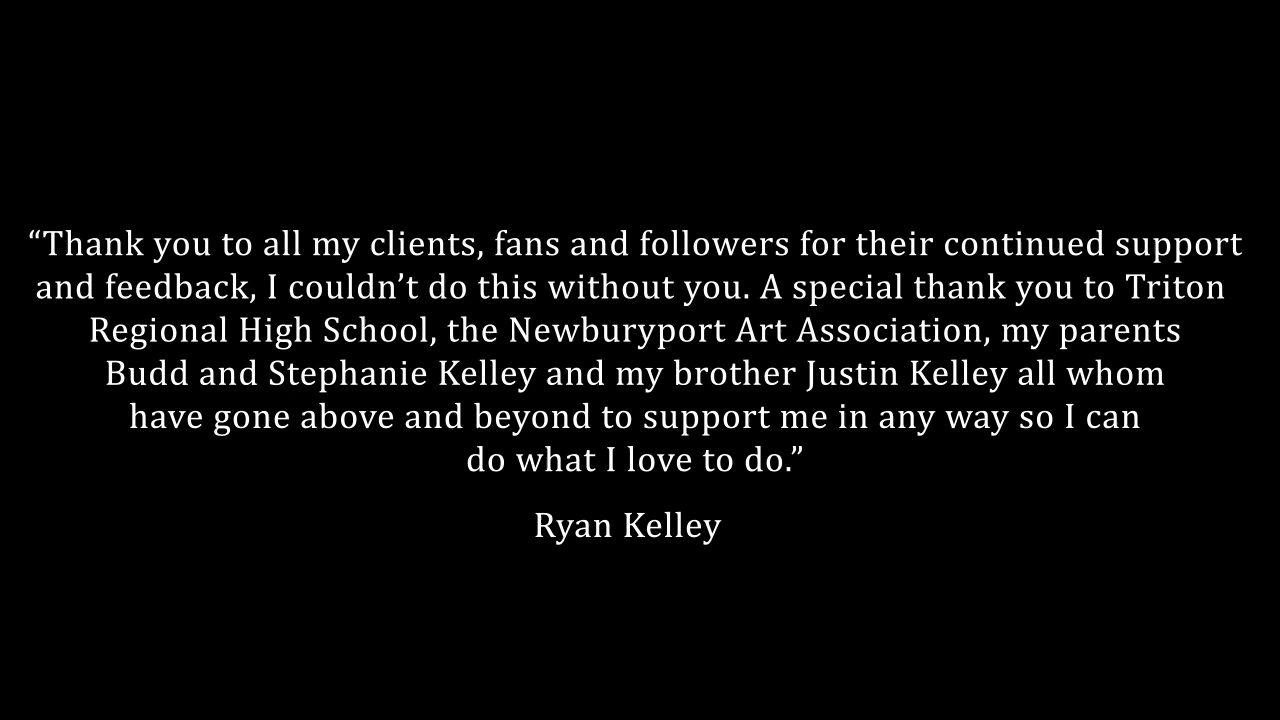 “Thank you to all my clients, fans and followers for their continued support
and feedback, I couldn’t do this without you. A special thank you to Triton
Regional High School, the Newburyport Art Association, my parents
Budd and Stephanie Kelley and my brother Justin Kelley all whom
have gone above and beyond to support me in any way so I can
do what I love to do.”
Ryan Kelley